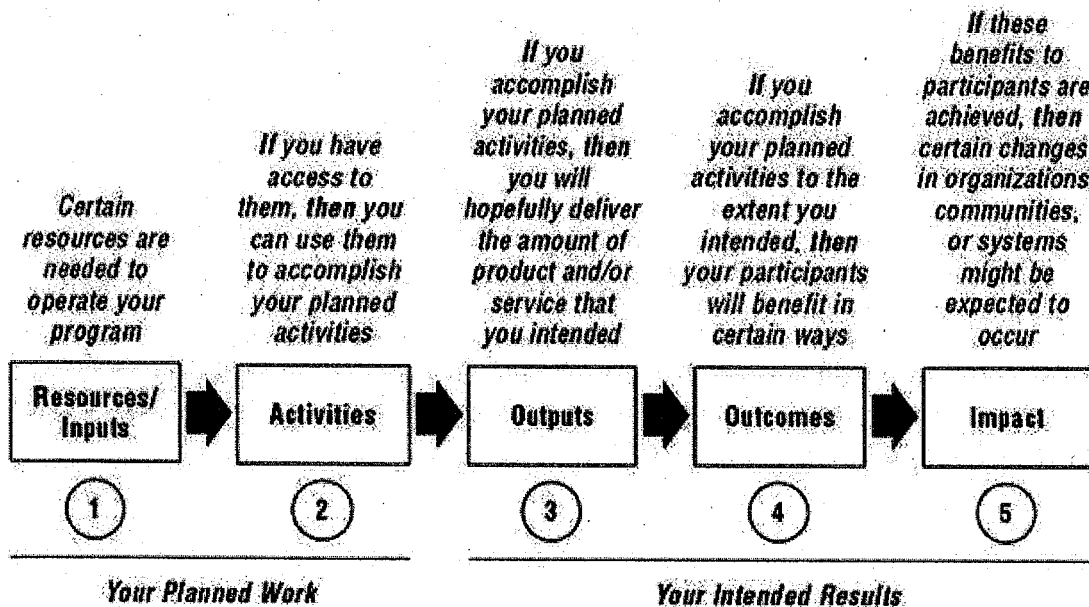 Certain
resources are
needed to
operate your
program
If you have
access to
them, then you
can use them
to accomplish
your planned
activities
If you
accomplish
your planned
activities, then
you will
hopefully deliver
the amount of
product and/or
service that
you intended
If you
accomplish
your planned
activities to the
extent you
intended, then
your participants
will benefit in
certain ways
If these
benefits to
participants are
achieved, then
certain changes
in organizations,
communities,
or systems
might be
expected to
occur
Resources/
Inputs
Activities
Outputs
Outcomes
Impact
1
2
3
4
5
Your Planned Work
Your Intended Results